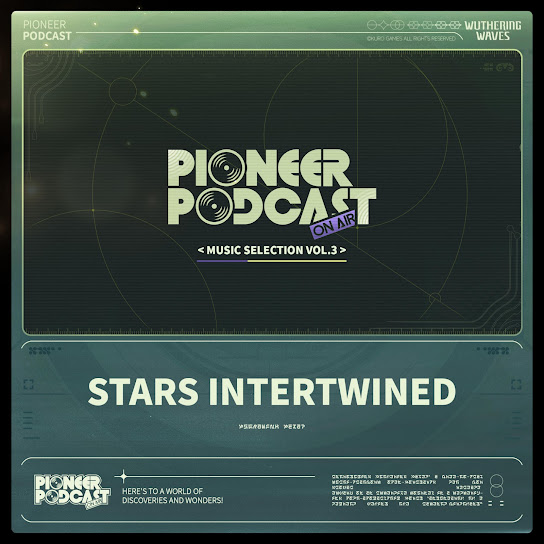 PIONEER
PODCAST
WUTHERING
WAVES
©KURO GAMES ALL RIGHTS RESERVED
PIONEER
PODCAST
ON AIR
< MUSIC SELECTION VOL.3 >
STARS INTERTWINED
PIONEER
PODCAST
HERE'S TO A WORLD OF
DISCOVERIES AND WONDERS!